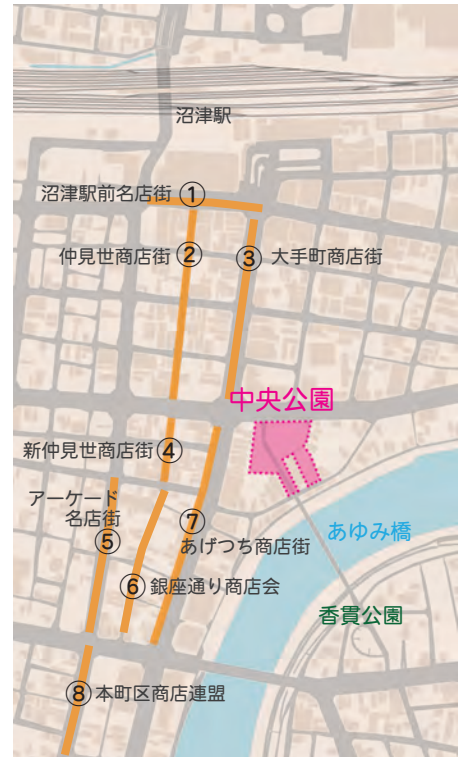 沼津駅
沼津駅前名店街 ①
仲見世商店街 ②
③ 大手町商店街
中央公園
新仲見世商店街 ④
アーケード
名店街
⑤
⑦
あげつち商店街
あゆみ橋
⑥ 銀座通り商店会
香貫公園
⑧ 本町区商店連盟